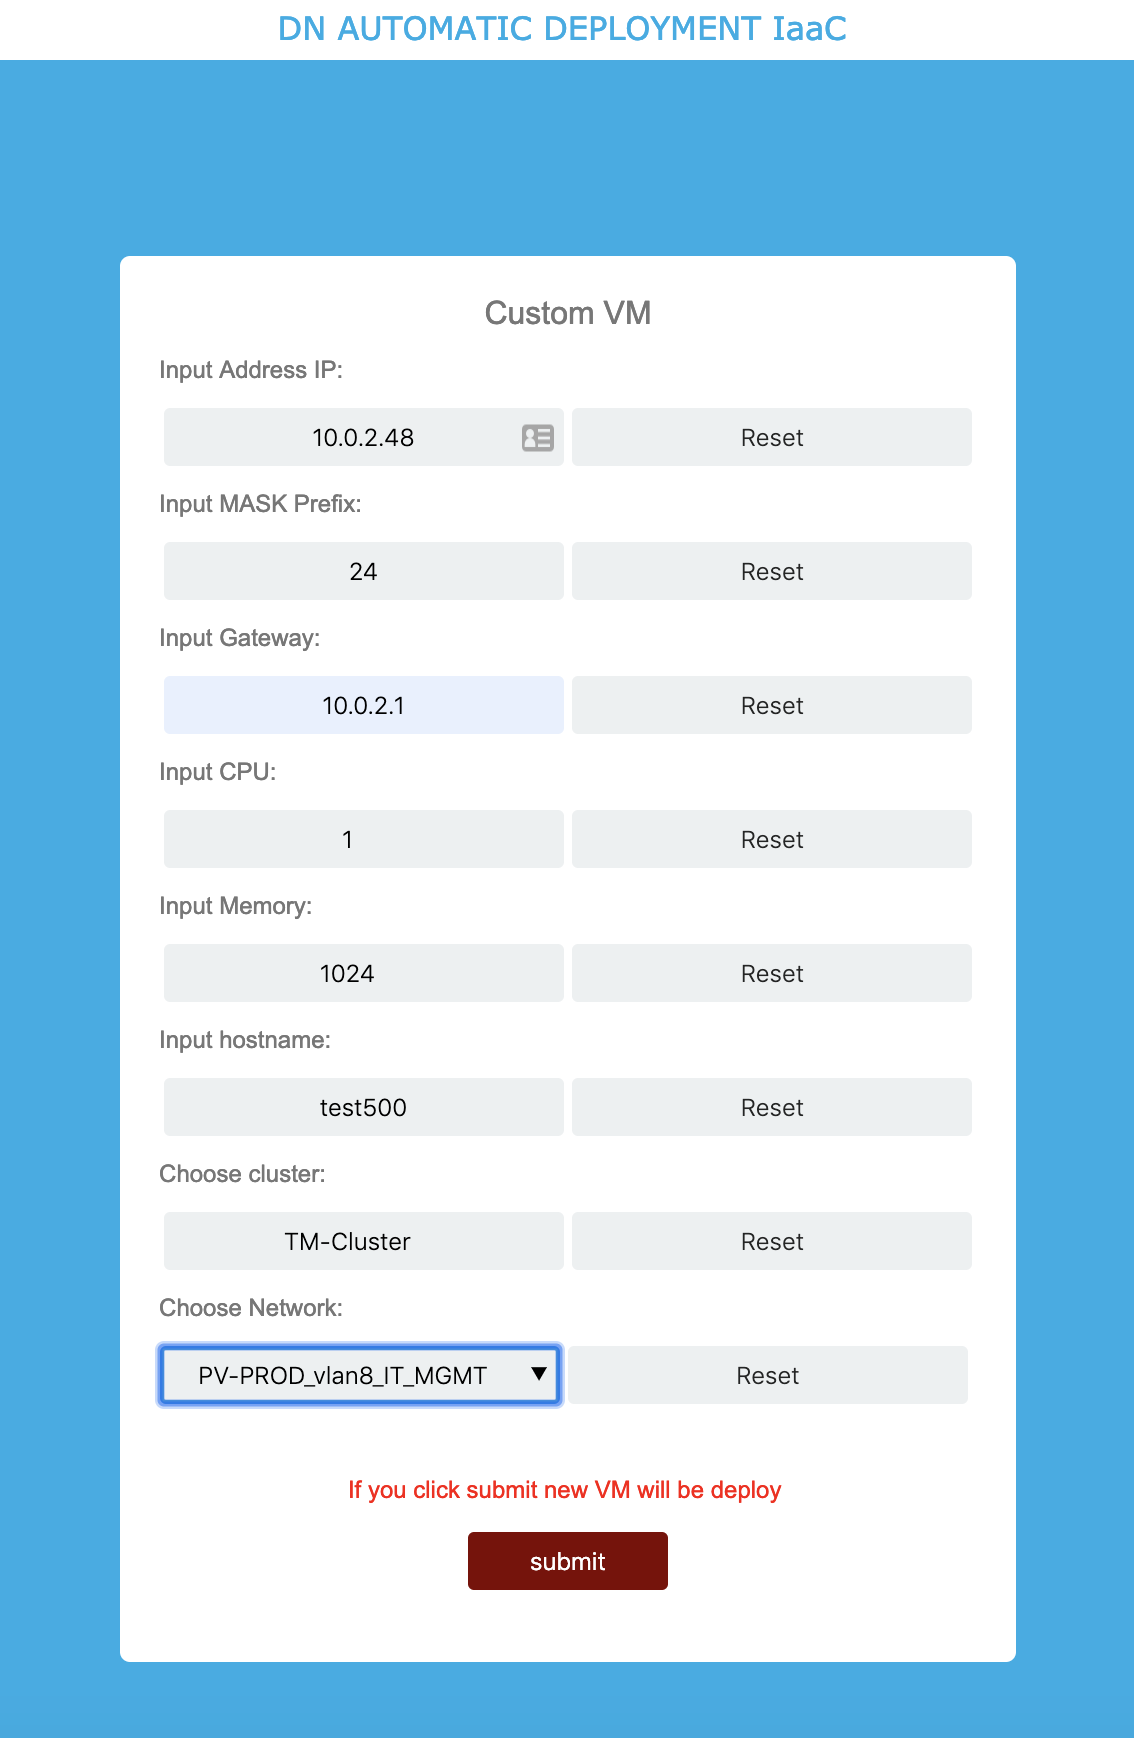 DN AUTOMATIC DEPLOYMENT IaaC
Custom VM
Input Address IP:
10.0.2.48 Reset
Input MASK Prefix:
24 Reset
Input Gateway:
10.0.2.1 Reset
Input CPU:
1 Reset
Input Memory:
1024 Reset
Input hostname:
test500 Reset
Choose cluster:
TM-Cluster Reset
Choose Network:
PV-PROD_vlan8_IT_MGMT Reset
If you click submit new VM will be deploy
submit